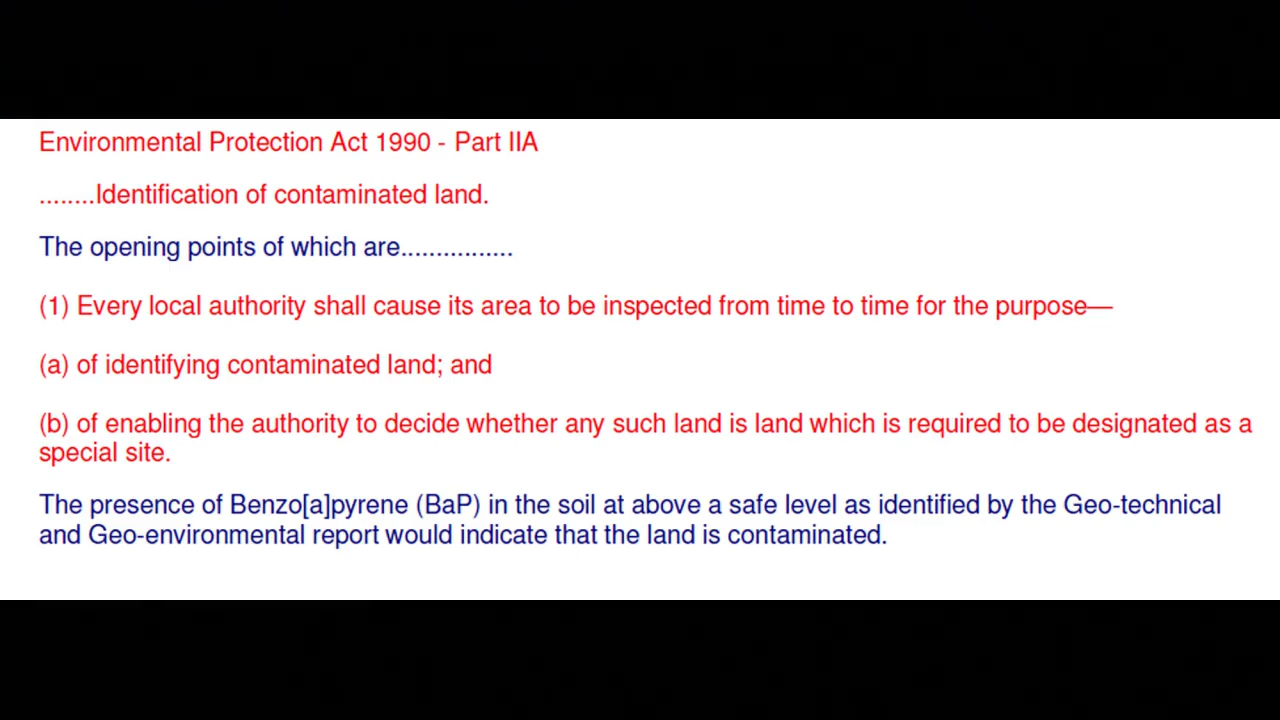 Environmental Protection Act 1990 - Part IIA
........Identification of contaminated land.
The opening points of which are................
(1) Every local authority shall cause its area to be inspected from time to time for the purpose—
(a) of identifying contaminated land; and
(b) of enabling the authority to decide whether any such land is land which is required to be designated as a
special site.
The presence of Benzo[a]pyrene (BaP) in the soil at above a safe level as identified by the Geo-technical
and Geo-environmental report would indicate that the land is contaminated.